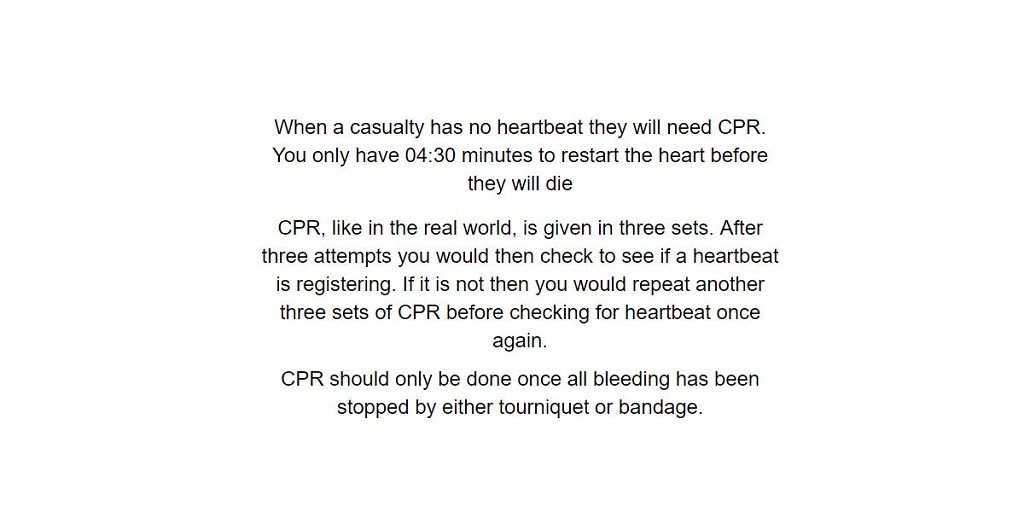 When a casualty has no heartbeat they will need CPR.
You only have 04:30 minutes to restart the heart before
they will die
CPR, like in the real world, is given in three sets. After
three attempts you would then check to see if a heartbeat
is registering. If it is not then you would repeat another
three sets of CPR before checking for heartbeat once
again.
CPR should only be done once all bleeding has been
stopped by either tourniquet or bandage.